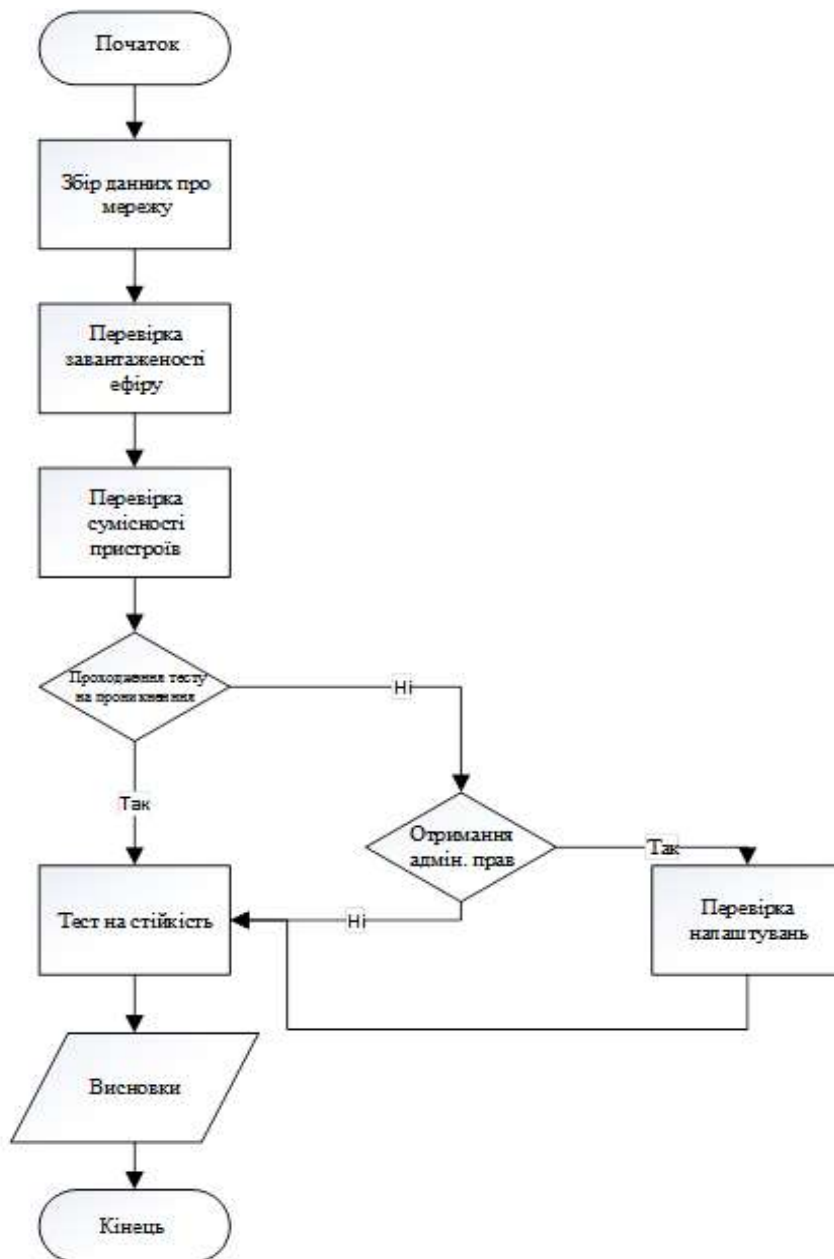 Початок
Збір данних про
мережу
Перевірка
завантаженості
ефіру
Перевірка
сумісності
пристроїв
Проходження тесту
на проникнення
Ні
Так
Отримання
адмін. прав
Так
Тест на стійкість
Ні
Перевірка
налаштувань
Висновки
Кінець